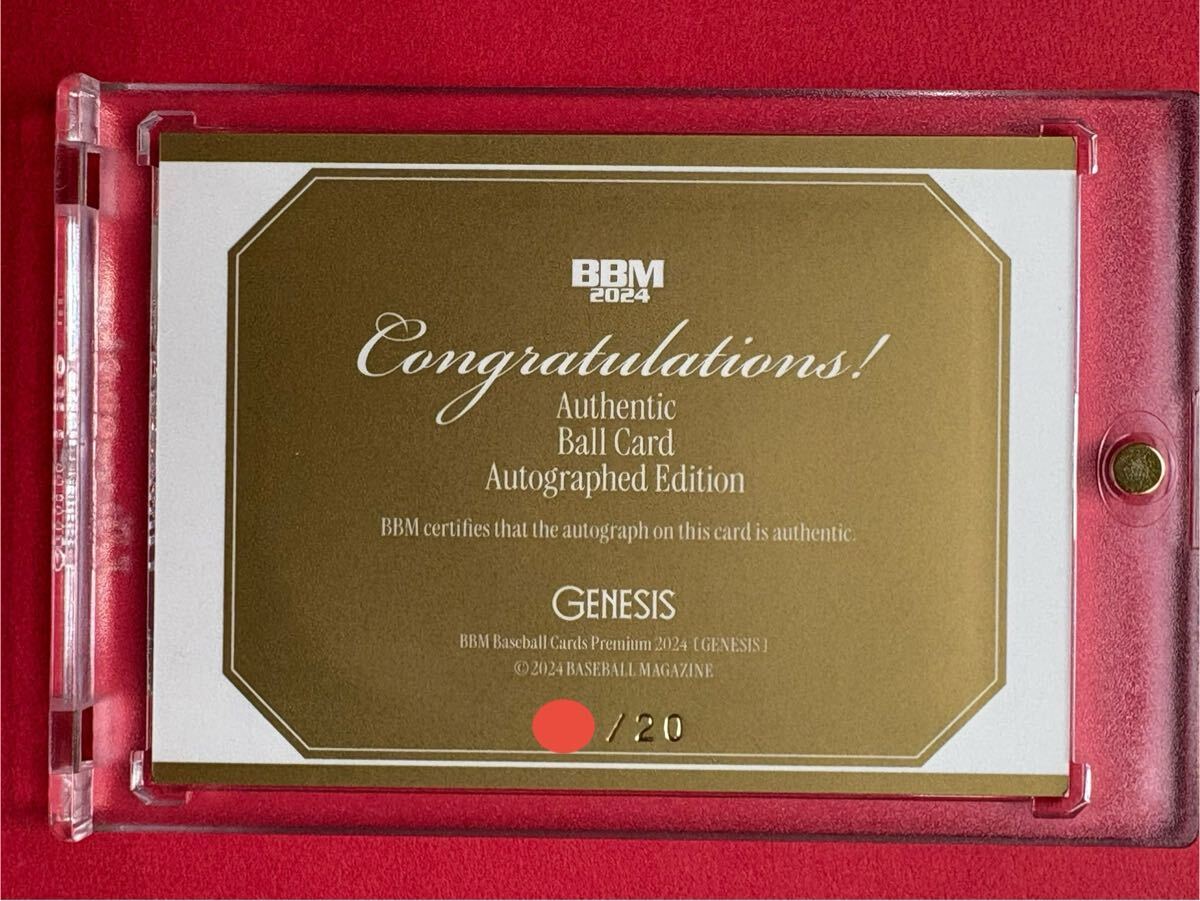 BBM
2024
Congratulations!
Authentic
Ball Card
Autographed Edition
BBM certifies that the autograph on this card is authentic.
GENESIS
BBM Baseball Cards Premium 2024 [GENESIS]
© 2024 BASEBALL MAGAZINE
/20